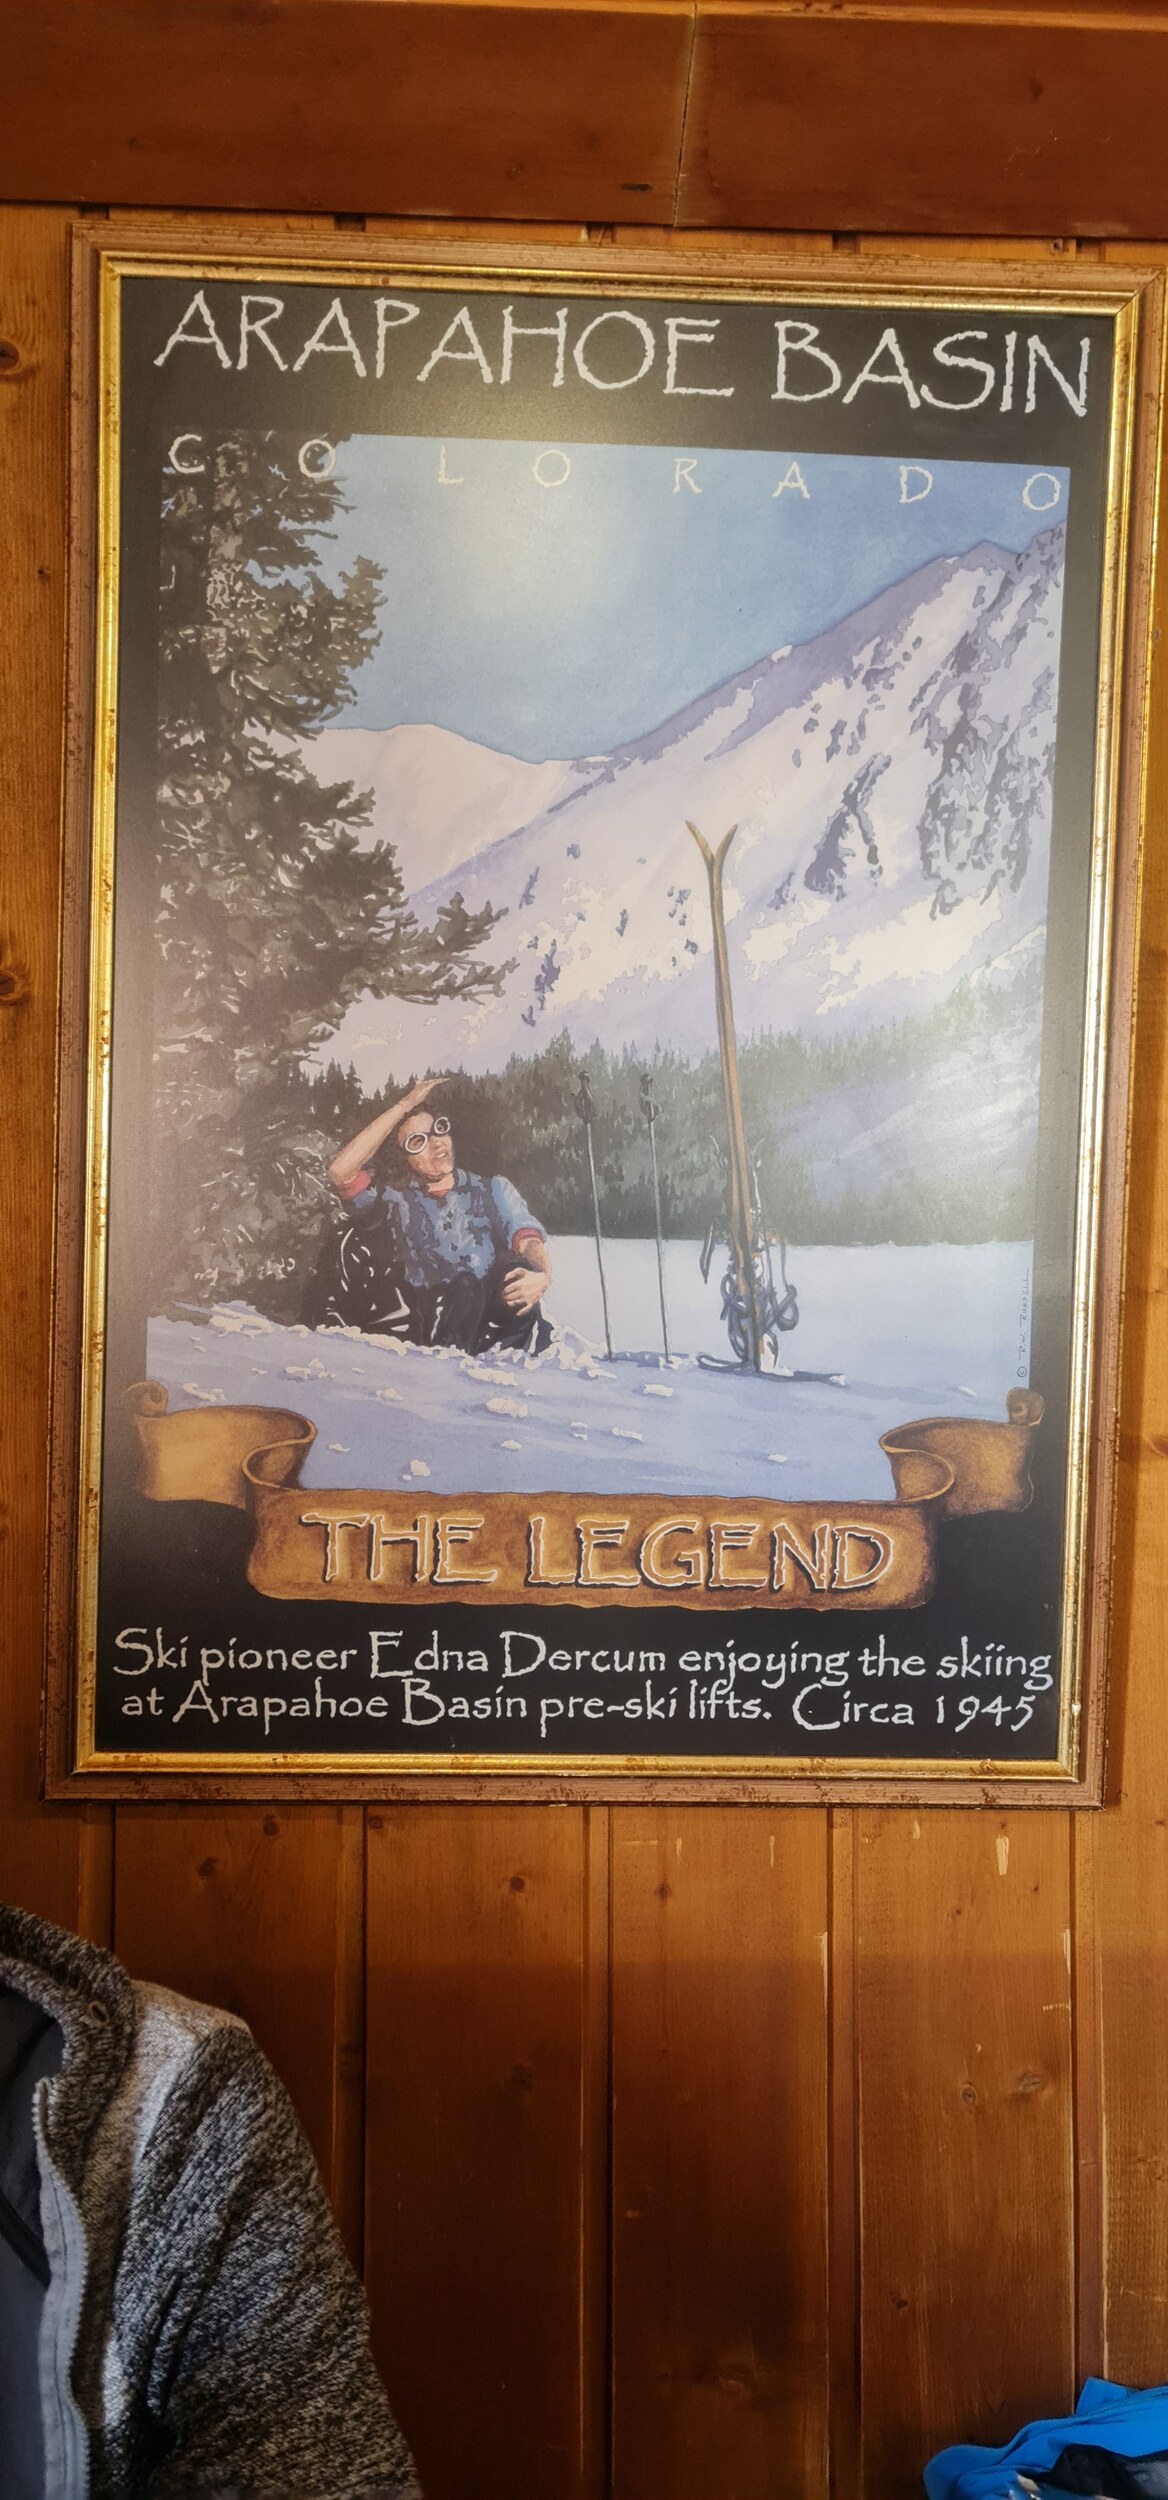 ARAPAHOE BASIN
COLORADO
© R.W. RUSSELL
THE LEGEND
Ski pioneer Edna Dercum enjoying the skiing
at Arapahoe Basin pre-ski lifts. Circa 1945